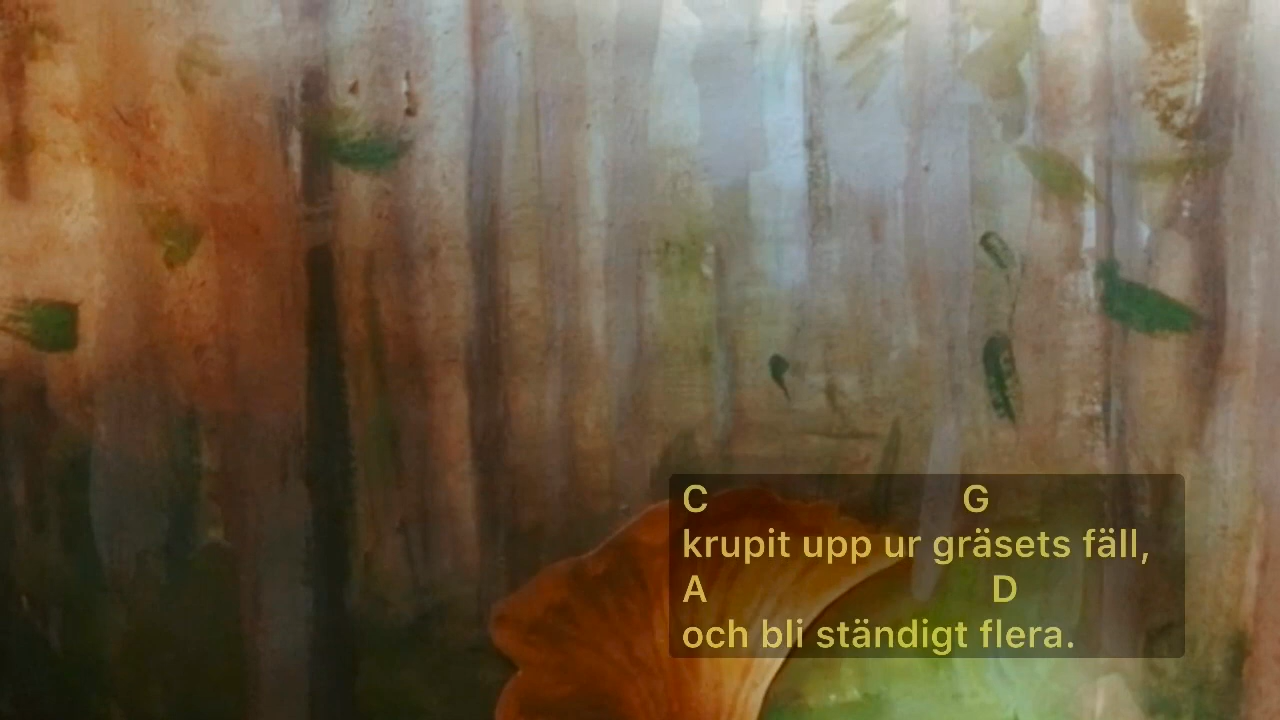 C G
krupit upp ur gräsets fäll,
A D
och bli ständigt flera.